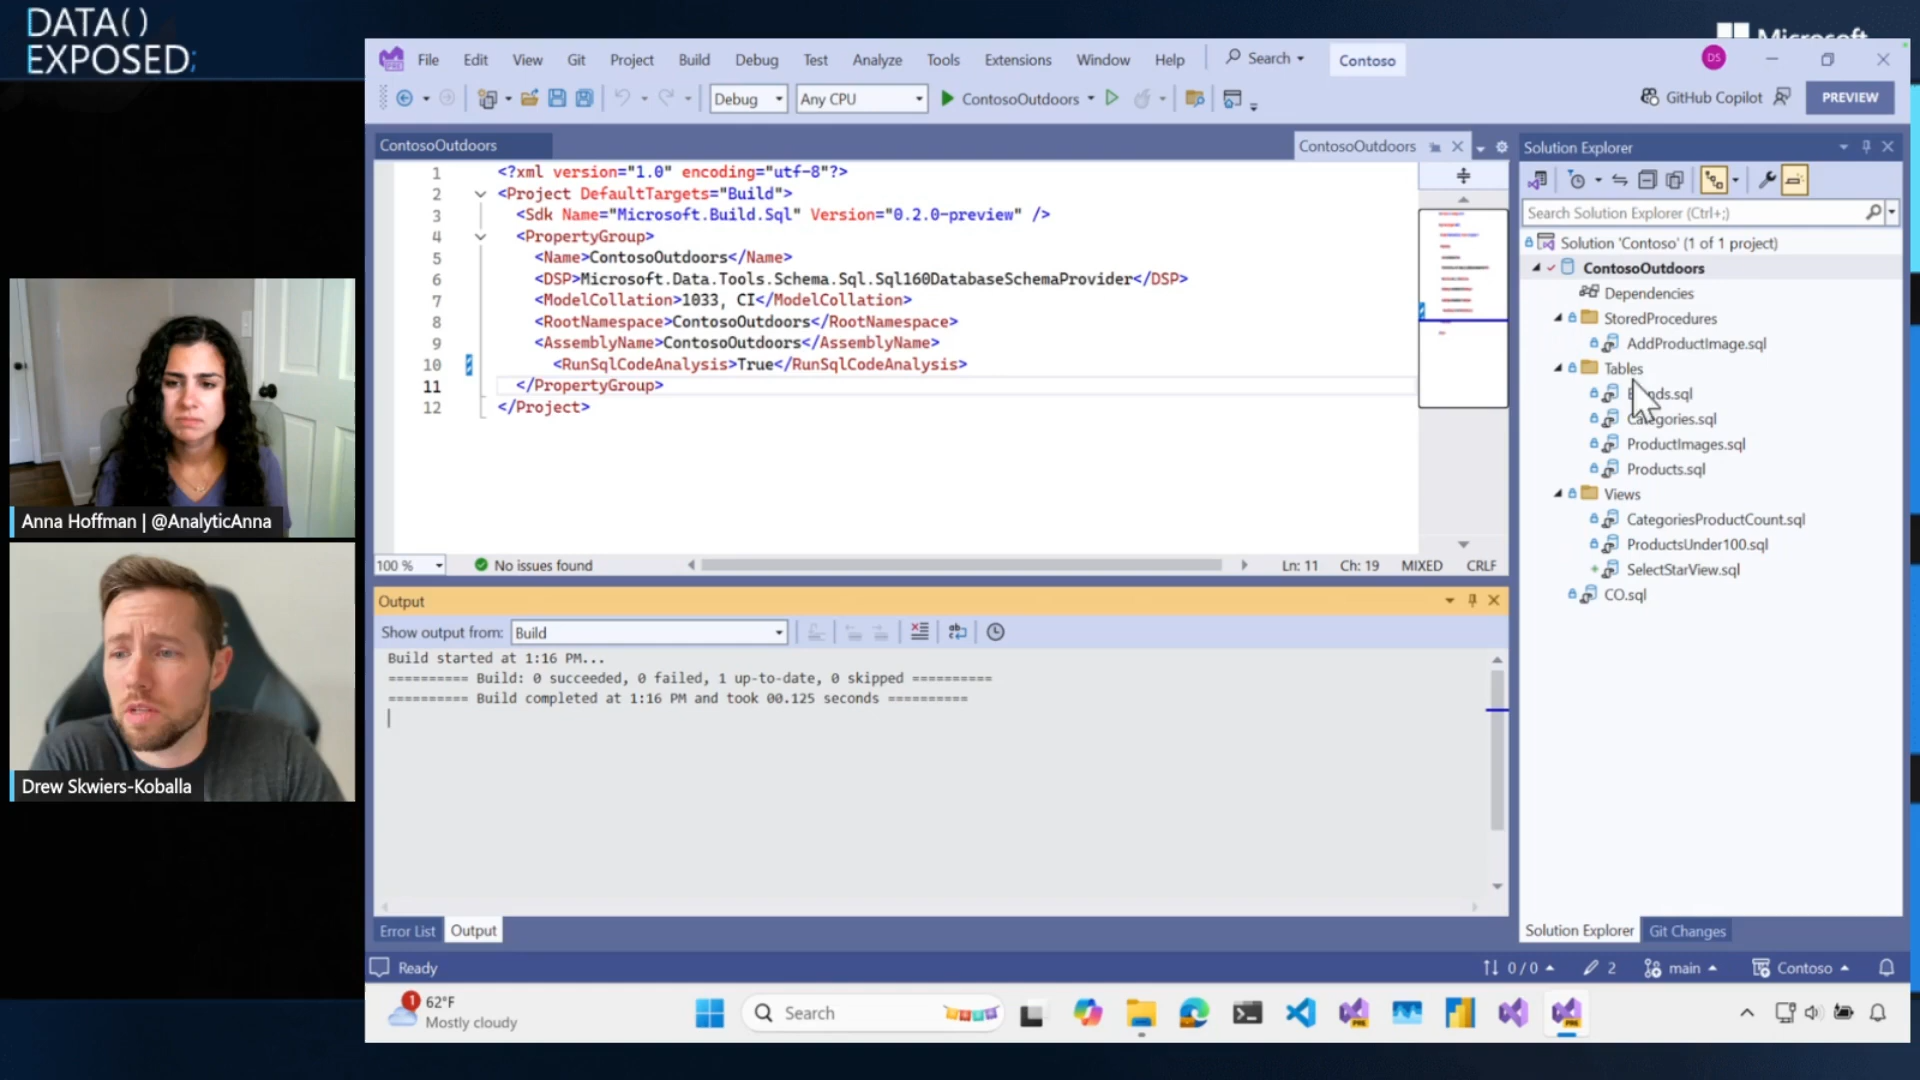 DATA()
EXPOSED;
Microsoft
File Edit View Git Project Build Debug Test Analyze Tools Extensions Window Help Search Contoso DS
Debug Any CPU ContosoOutdoors GitHub Copilot PREVIEW
ContosoOutdoors ContosoOutdoors
1 <?xml version="1.0" encoding="utf-8"?>
2 <Project DefaultTargets="Build">
3 <Sdk Name="Microsoft.Build.Sql" Version="0.2.0-preview" />
4 <PropertyGroup>
5 <Name>ContosoOutdoors</Name>
6 <DSP>Microsoft.Data.Tools.Schema.Sql.Sql160DatabaseSchemaProvider</DSP>
7 <ModelCollation>1033, CI</ModelCollation>
8 <RootNamespace>ContosoOutdoors</RootNamespace>
9 <AssemblyName>ContosoOutdoors</AssemblyName>
10 <RunSqlCodeAnalysis>True</RunSqlCodeAnalysis>
11 </PropertyGroup>
12 </Project>
100 % No issues found Ln: 11 Ch: 19 MIXED CRLF
Output
Show output from: Build
Build started at 1:16 PM...
========== Build: 0 succeeded, 0 failed, 1 up-to-date, 0 skipped ==========
========== Build completed at 1:16 PM and took 00.125 seconds ==========
Error List Output
Solution Explorer
Search Solution Explorer (Ctrl+;)
Solution 'Contoso' (1 of 1 project)
ContosoOutdoors
Dependencies
StoredProcedures
AddProductImage.sql
Tables
Categories.sql
ProductImages.sql
Products.sql
Views
CategoriesProductCount.sql
ProductsUnder100.sql
SelectStarView.sql
CO.sql
Solution Explorer Git Changes
Ready 0 / 0 2 main Contoso
1 62°F
Mostly cloudy
Search
PRE PRE
Anna Hoffman | @AnalyticAnna
Drew Skwiers-Koballa